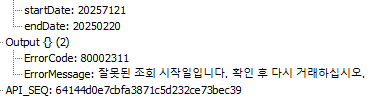 startDate: 20257121
endDate: 20250220
Output {} (2)
ErrorCode: 80002311
ErrorMessage: 잘못된 조회 시작일입니다. 확인 후 다시 거래하십시오.
API_SEQ: 64144d0e7cbfa3871c5d232ce73bec39